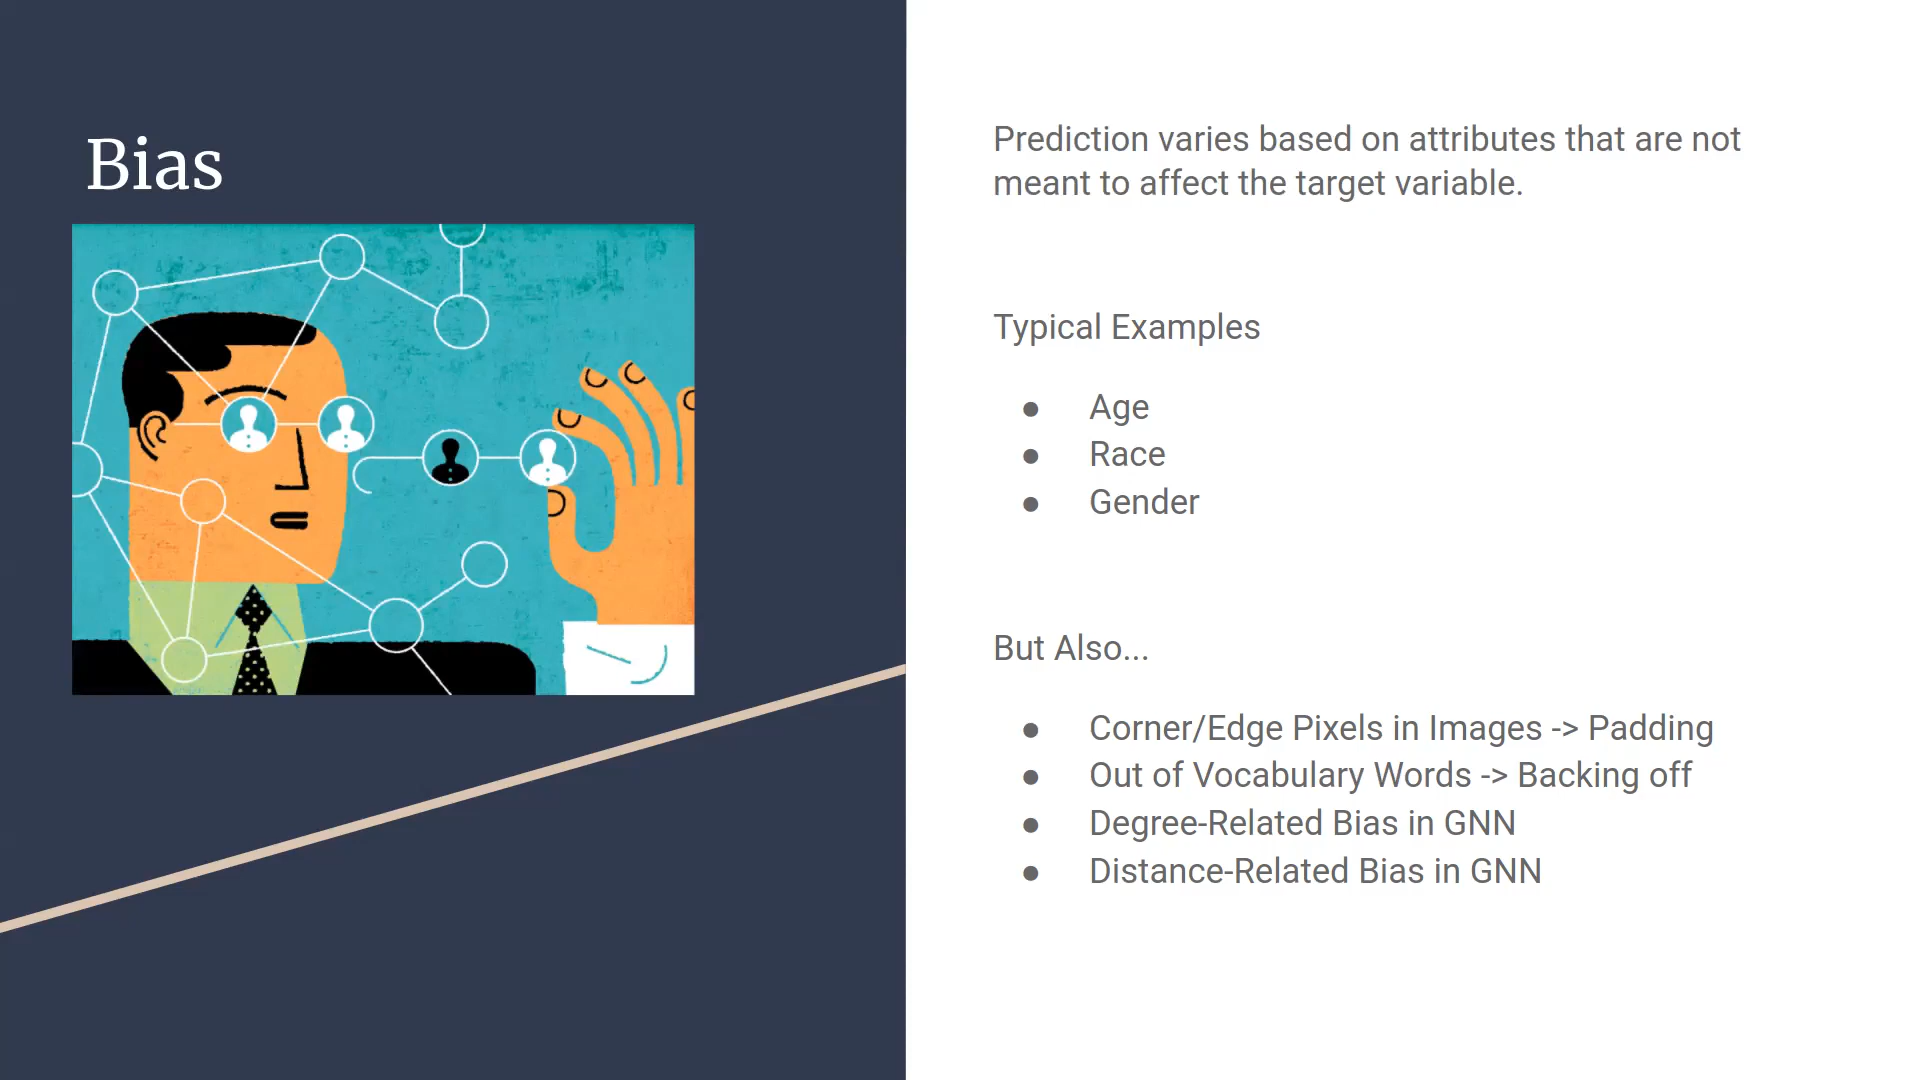 Bias
Prediction varies based on attributes that are not
meant to affect the target variable.
Typical Examples
● Age
● Race
● Gender
But Also...
● Corner/Edge Pixels in Images -> Padding
● Out of Vocabulary Words -> Backing off
● Degree-Related Bias in GNN
● Distance-Related Bias in GNN